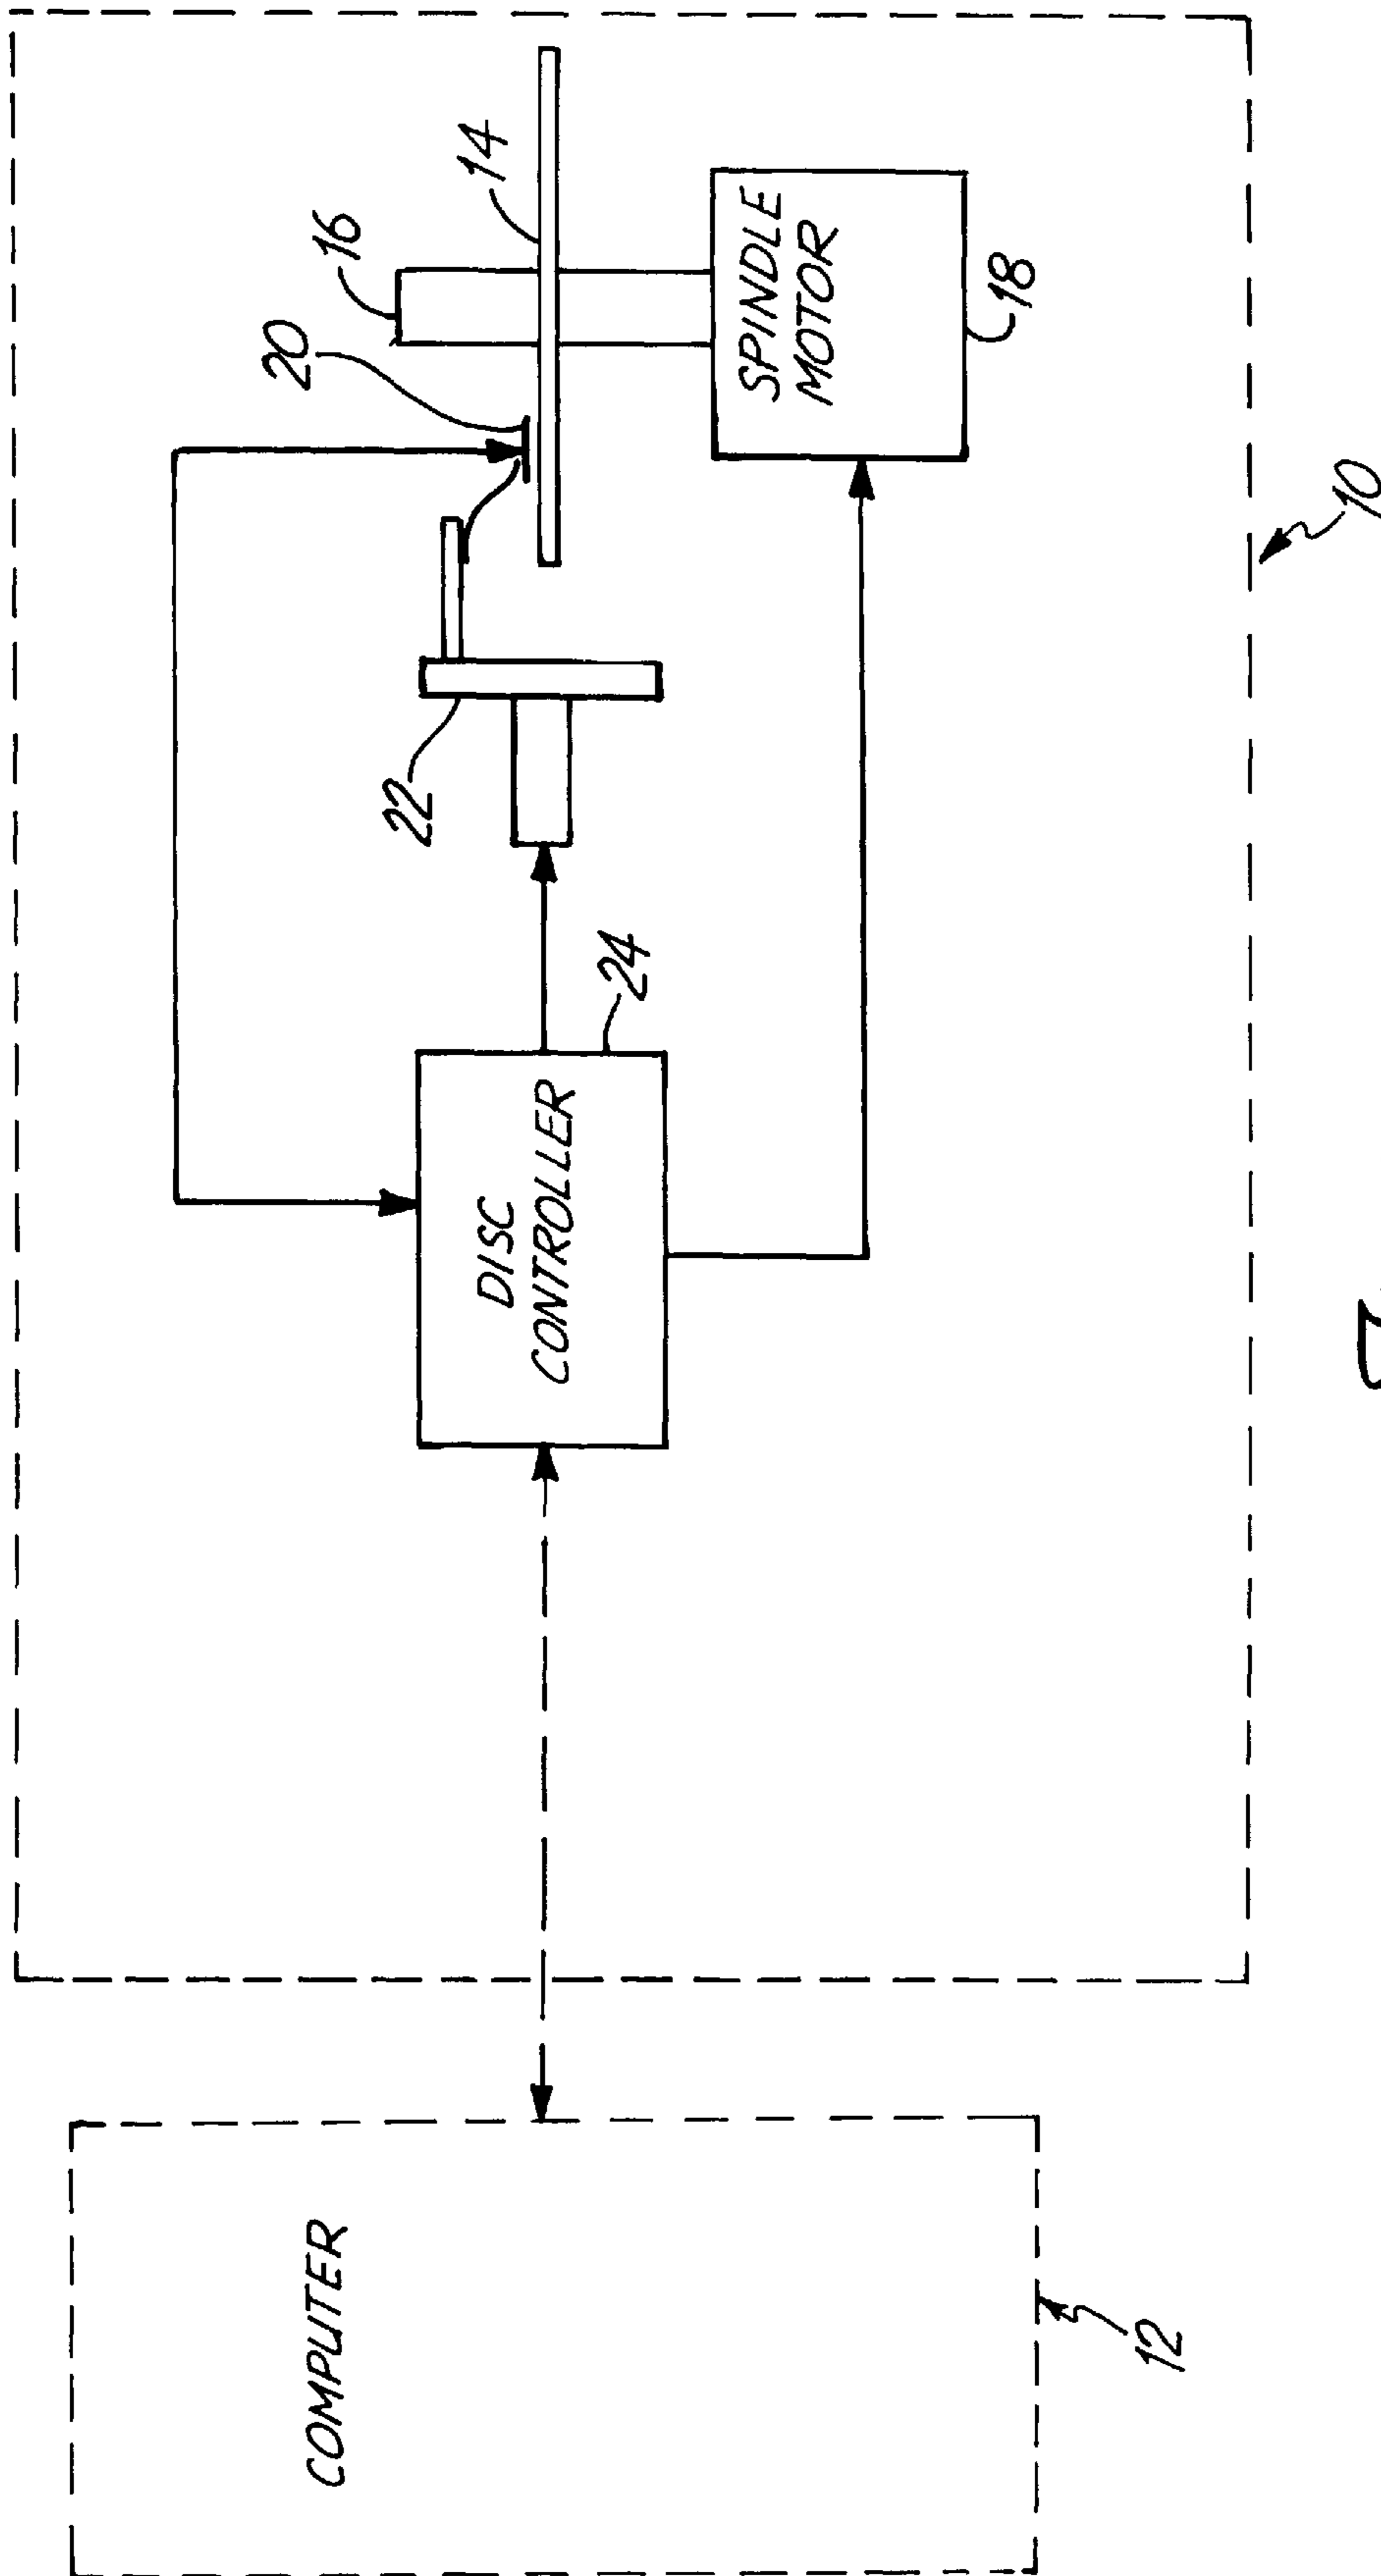 16
14
20
SPINDLE
MOTOR
18
22
10
24
DISC
CONTROLLER
COMPUTER
12